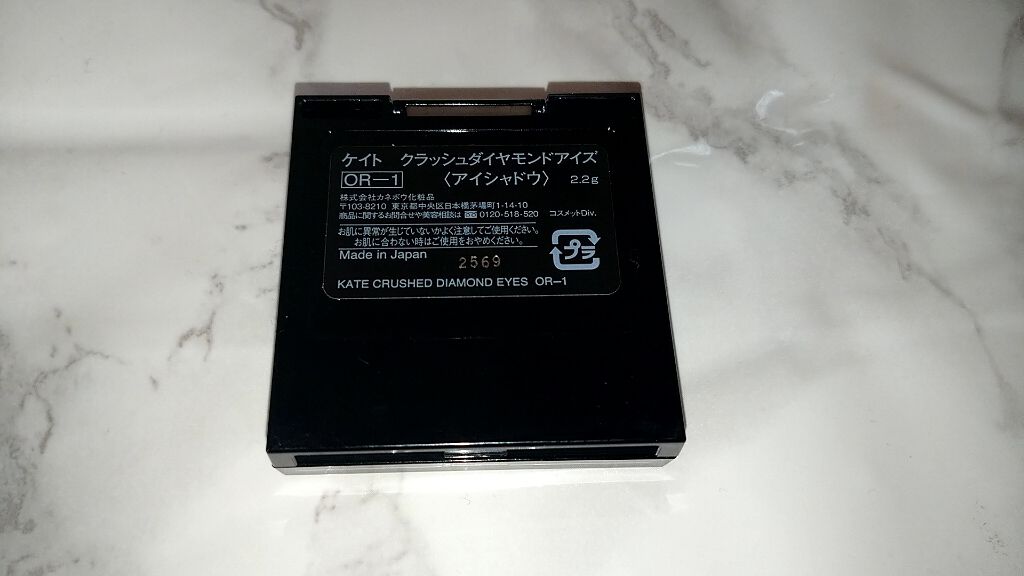 ケイト クラッシュダイヤモンドアイズ
OR－1 〈アイシャドウ〉 2.2g
株式会社カネボウ化粧品
〒103-8210 東京都中央区日本橋茅場町1-14-10
商品に関するお問合せや美容相談は 0120-518-520 コスメットDiv.
お肌に異常が生じていないかよく注意してご使用ください。
お肌に合わない時はご使用をおやめください。
Made in Japan
2569
プラ
KATE CRUSHED DIAMOND EYES OR－1